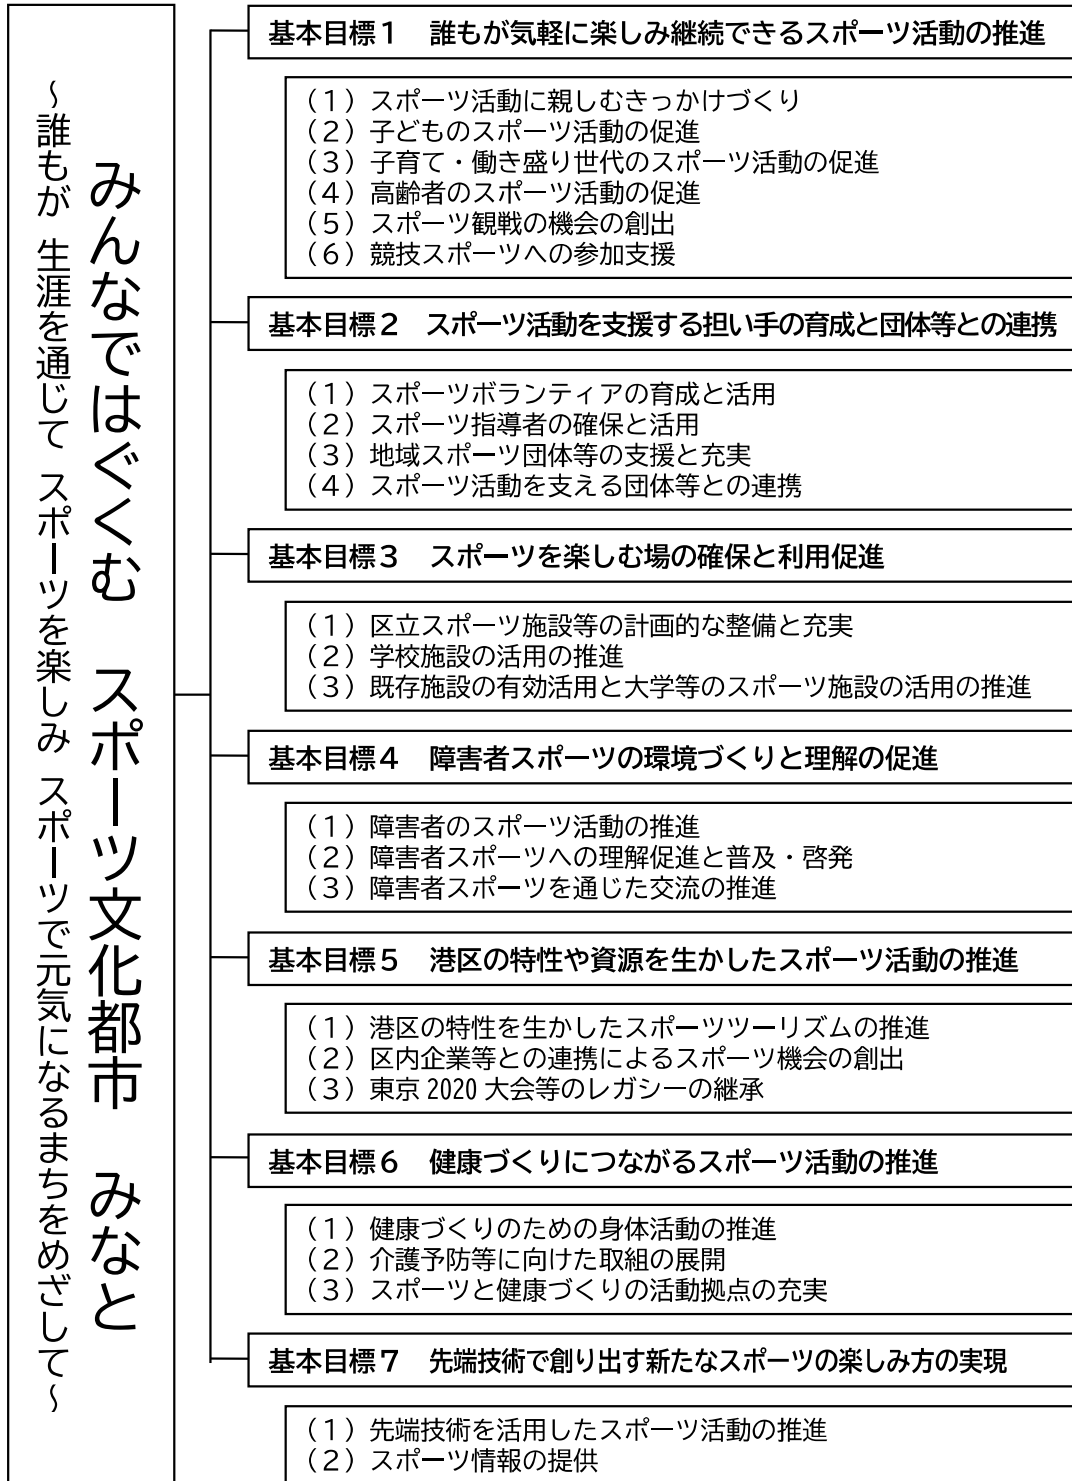 みんなではぐくむ　スポーツ文化都市　みなと
～誰もが 生涯を通じて スポーツを楽しみ スポーツで元気になるまちをめざして～
基本目標１　誰もが気軽に楽しみ継続できるスポーツ活動の推進
（１）スポーツ活動に親しむきっかけづくり
（２）子どものスポーツ活動の促進
（３）子育て・働き盛り世代のスポーツ活動の促進
（４）高齢者のスポーツ活動の促進
（５）スポーツ観戦の機会の創出
（６）競技スポーツへの参加支援
基本目標２　スポーツ活動を支援する担い手の育成と団体等との連携
（１）スポーツボランティアの育成と活用
（２）スポーツ指導者の確保と活用
（３）地域スポーツ団体等の支援と充実
（４）スポーツ活動を支える団体等との連携
基本目標３　スポーツを楽しむ場の確保と利用促進
（１）区立スポーツ施設等の計画的な整備と充実
（２）学校施設の活用の推進
（３）既存施設の有効活用と大学等のスポーツ施設の活用の推進
基本目標４　障害者スポーツの環境づくりと理解の促進
（１）障害者のスポーツ活動の推進
（２）障害者スポーツへの理解促進と普及・啓発
（３）障害者スポーツを通じた交流の推進
基本目標５　港区の特性や資源を生かしたスポーツ活動の推進
（１）港区の特性を生かしたスポーツツーリズムの推進
（２）区内企業等との連携によるスポーツ機会の創出
（３）東京 2020 大会等のレガシーの継承
基本目標６　健康づくりにつながるスポーツ活動の推進
（１）健康づくりのための身体活動の推進
（２）介護予防等に向けた取組の展開
（３）スポーツと健康づくりの活動拠点の充実
基本目標７　先端技術で創り出す新たなスポーツの楽しみ方の実現
（１）先端技術を活用したスポーツ活動の推進
（２）スポーツ情報の提供